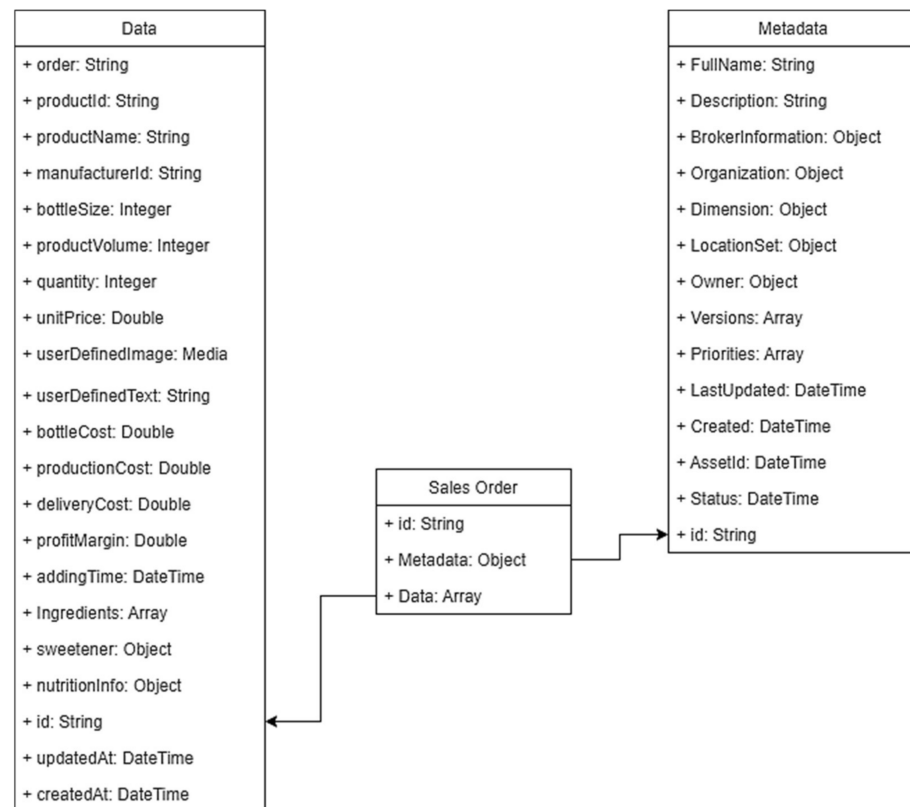 Data
+ order: String
+ productId: String
+ productName: String
+ manufacturerId: String
+ bottleSize: Integer
+ productVolume: Integer
+ quantity: Integer
+ unitPrice: Double
+ userDefinedImage: Media
+ userDefinedText: String
+ bottleCost: Double
+ productionCost: Double
+ deliveryCost: Double
+ profitMargin: Double
+ addingTime: DateTime
+ Ingredients: Array
+ sweetener: Object
+ nutritionInfo: Object
+ id: String
+ updatedAt: DateTime
+ createdAt: DateTime
Sales Order
+ id: String
+ Metadata: Object
+ Data: Array
Metadata
+ FullName: String
+ Description: String
+ BrokerInformation: Object
+ Organization: Object
+ Dimension: Object
+ LocationSet: Object
+ Owner: Object
+ Versions: Array
+ Priorities: Array
+ LastUpdated: DateTime
+ Created: DateTime
+ AssetId: DateTime
+ Status: DateTime
+ id: String